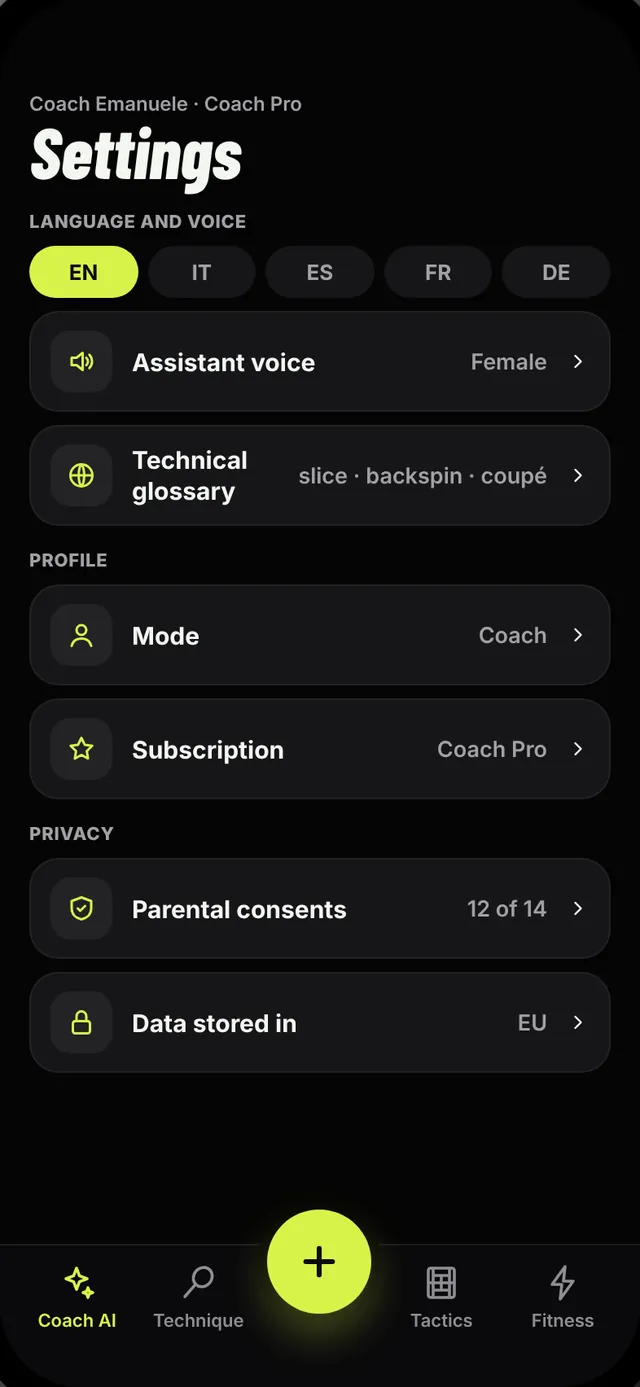 Coach Emanuele · Coach Pro
Settings
LANGUAGE AND VOICE
EN IT ES FR DE
Assistant voice Female
Technical glossary slice · backspin · coupé
PROFILE
Mode Coach
Subscription Coach Pro
PRIVACY
Parental consents 12 of 14
Data stored in EU
Coach AI Technique Tactics Fitness